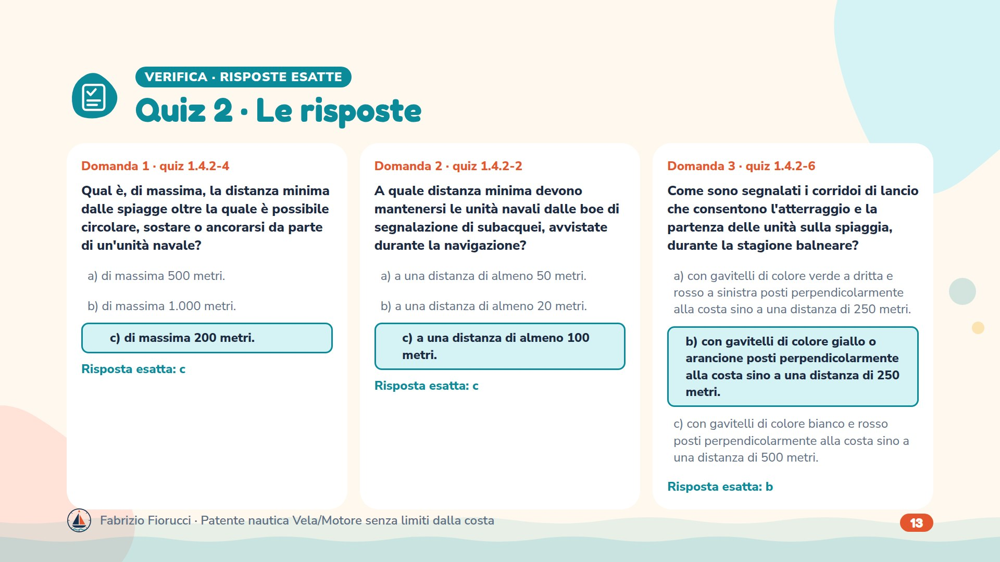 VERIFICA · RISPOSTE ESATTE
Quiz 2 · Le risposte
Domanda 1 · quiz 1.4.2-4
Qual è, di massima, la distanza minima
dalle spiagge oltre la quale è possibile
circolare, sostare o ancorarsi da parte
di un'unità navale?
a) di massima 500 metri.
b) di massima 1.000 metri.
c) di massima 200 metri.
Risposta esatta: c
Domanda 2 · quiz 1.4.2-2
A quale distanza minima devono
mantenersi le unità navali dalle boe di
segnalazione di subacquei, avvistate
durante la navigazione?
a) a una distanza di almeno 50 metri.
b) a una distanza di almeno 20 metri.
c) a una distanza di almeno 100
metri.
Risposta esatta: c
Domanda 3 · quiz 1.4.2-6
Come sono segnalati i corridoi di lancio
che consentono l'atterraggio e la
partenza delle unità sulla spiaggia,
durante la stagione balneare?
a) con gavitelli di colore verde a dritta e
rosso a sinistra posti perpendicolarmente
alla costa sino a una distanza di 250 metri.
b) con gavitelli di colore giallo o
arancione posti perpendicolarmente
alla costa sino a una distanza di 250
metri.
c) con gavitelli di colore bianco e rosso
posti perpendicolarmente alla costa sino a
una distanza di 500 metri.
Risposta esatta: b
Fabrizio Fiorucci · Patente nautica Vela/Motore senza limiti dalla costa
13